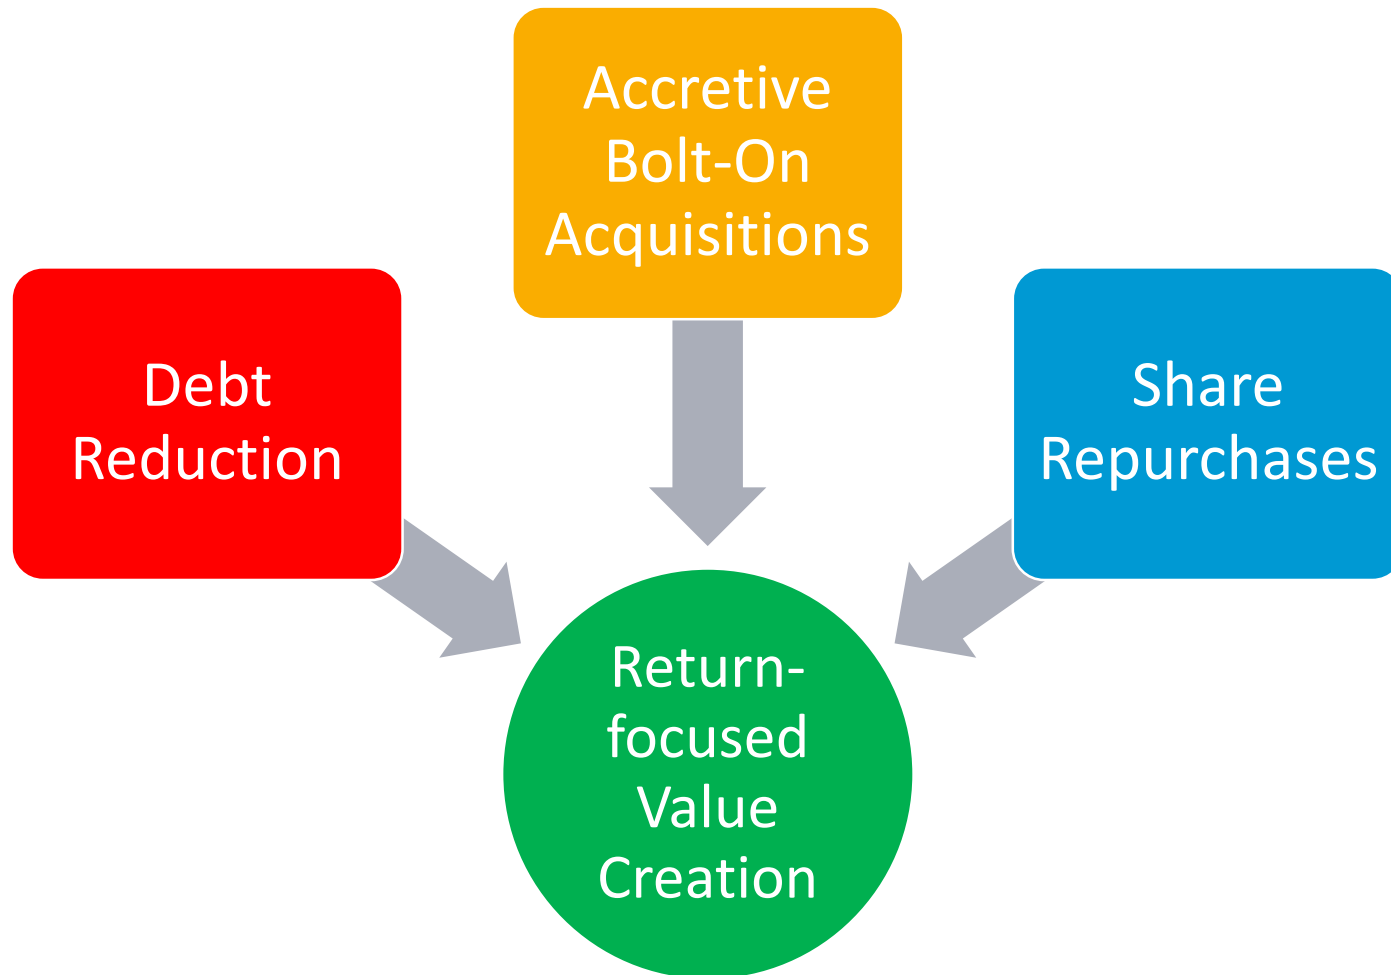 Accretive
Bolt-On
Acquisitions
Debt
Reduction
Share
Repurchases
Return-
focused
Value
Creation